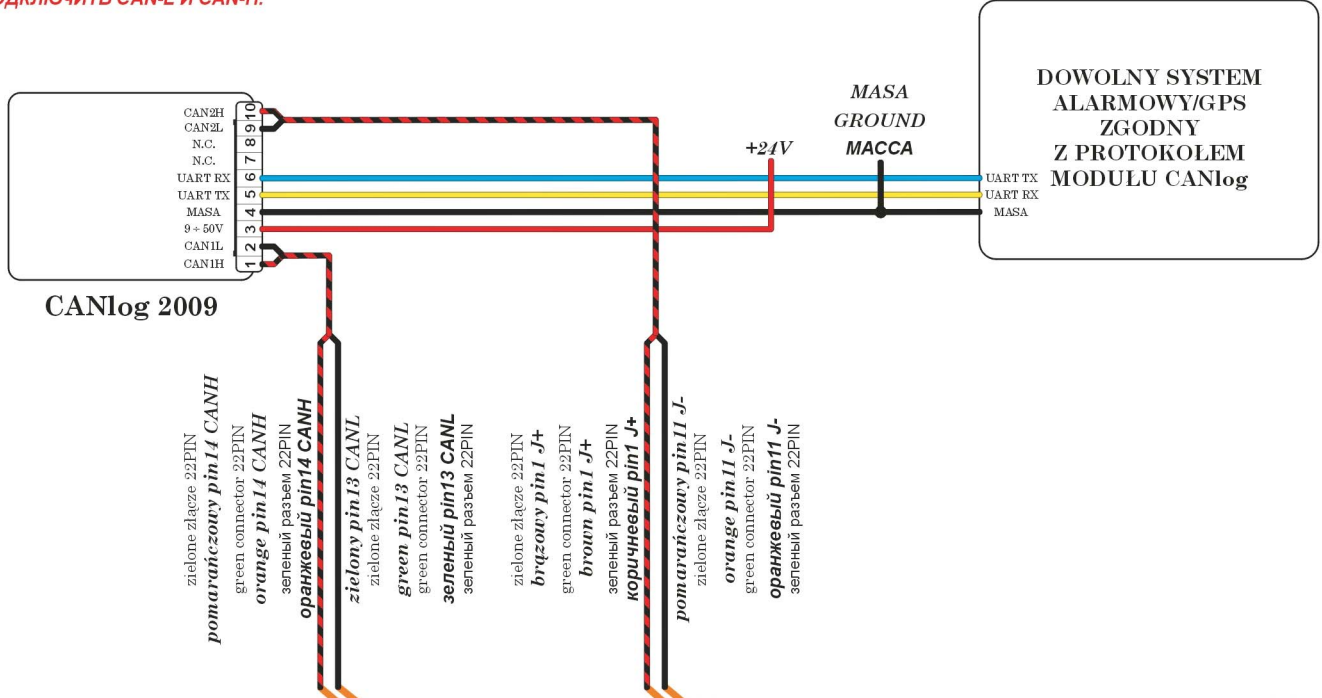 ПОДКЛЮЧИТЬ CAN-L И CAN-H.
CAN2H 10
CAN2L 9
N.C. 8
N.C. 7
UART RX 6
UART TX 5
MASA 4
9 ÷ 50V 3
CAN1L 2
CAN1H 1
CANlog 2009
+24V
MASA
GROUND
МАССА
UART TX
UART RX
MASA
DOWOLNY SYSTEM
ALARMOWY/GPS
ZGODNY
Z PROTOKOŁEM
MODUŁU CANlog
zielone złącze 22PIN
pomarańczowy pin14 CANH
green connector 22PIN
orange pin14 CANH
зеленый разъем 22PIN
оранжевый pin14 CANH
zielony pin13 CANL
zielone złącze 22PIN
green pin13 CANL
green connector 22PIN
зеленый pin13 CANL
зеленый разъем 22PIN
zielone złącze 22PIN
brązowy pin1 J+
green connector 22PIN
brown pin1 J+
зеленый разъем 22PIN
коричневый pin1 J+
pomarańczowy pin11 J-
zielone złącze 22PIN
orange pin11 J-
green connector 22PIN
оранжевый pin11 J-
зеленый разъем 22PIN